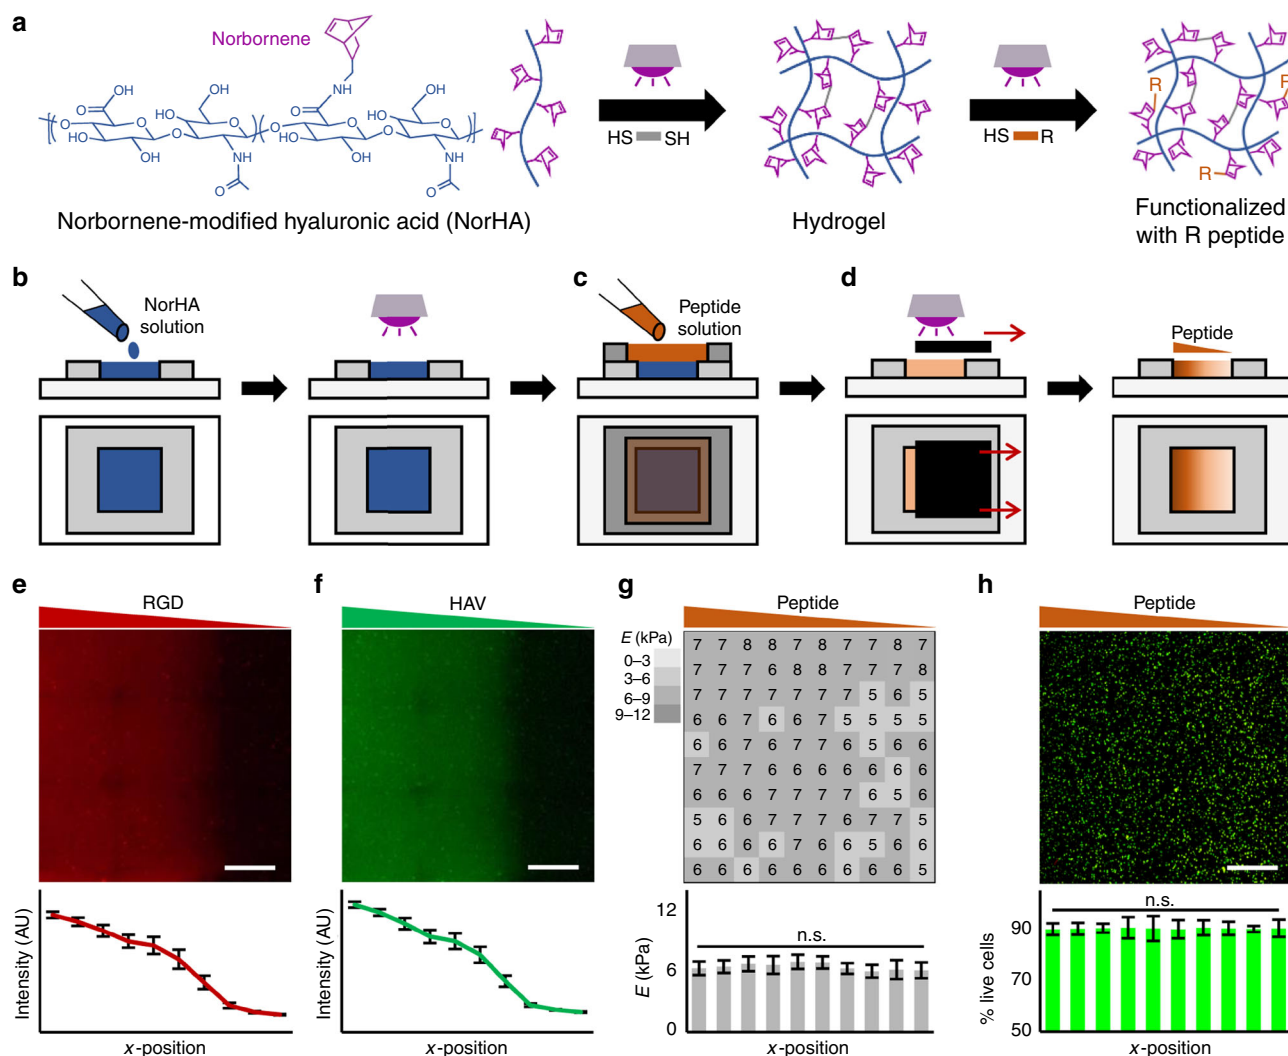 a
Norbornene
OH
O
OH
O
NH
OH
O
HO
OH
O
HO
O
HO
OH
O
HO
O
NH
O
NH
O
HS SH
HS R
R
R
R
Norbornene-modified hyaluronic acid (NorHA)
Hydrogel
Functionalized
with R peptide
b
NorHA
solution
c
Peptide
solution
d
Peptide
e
RGD
Intensity (AU)
x-position
f
HAV
Intensity (AU)
x-position
g
Peptide
E (kPa)
0–3
3–6
6–9
9–12
7 7 8 8 7 8 7 7 8 7
7 7 7 6 8 8 7 7 7 8
7 7 7 7 7 7 7 5 6 5
6 6 7 6 6 7 5 5 5 5
6 6 7 6 7 7 6 5 6 6
7 7 7 6 6 6 6 6 6 6
6 6 6 7 7 7 7 6 5 6
5 6 6 7 7 7 6 7 7 5
6 6 6 6 7 7 6 5 6 6
6 6 6 6 6 7 6 6 6 5
12
6
0
E (kPa)
n.s.
x-position
h
Peptide
90
70
50
% live cells
n.s.
x-position